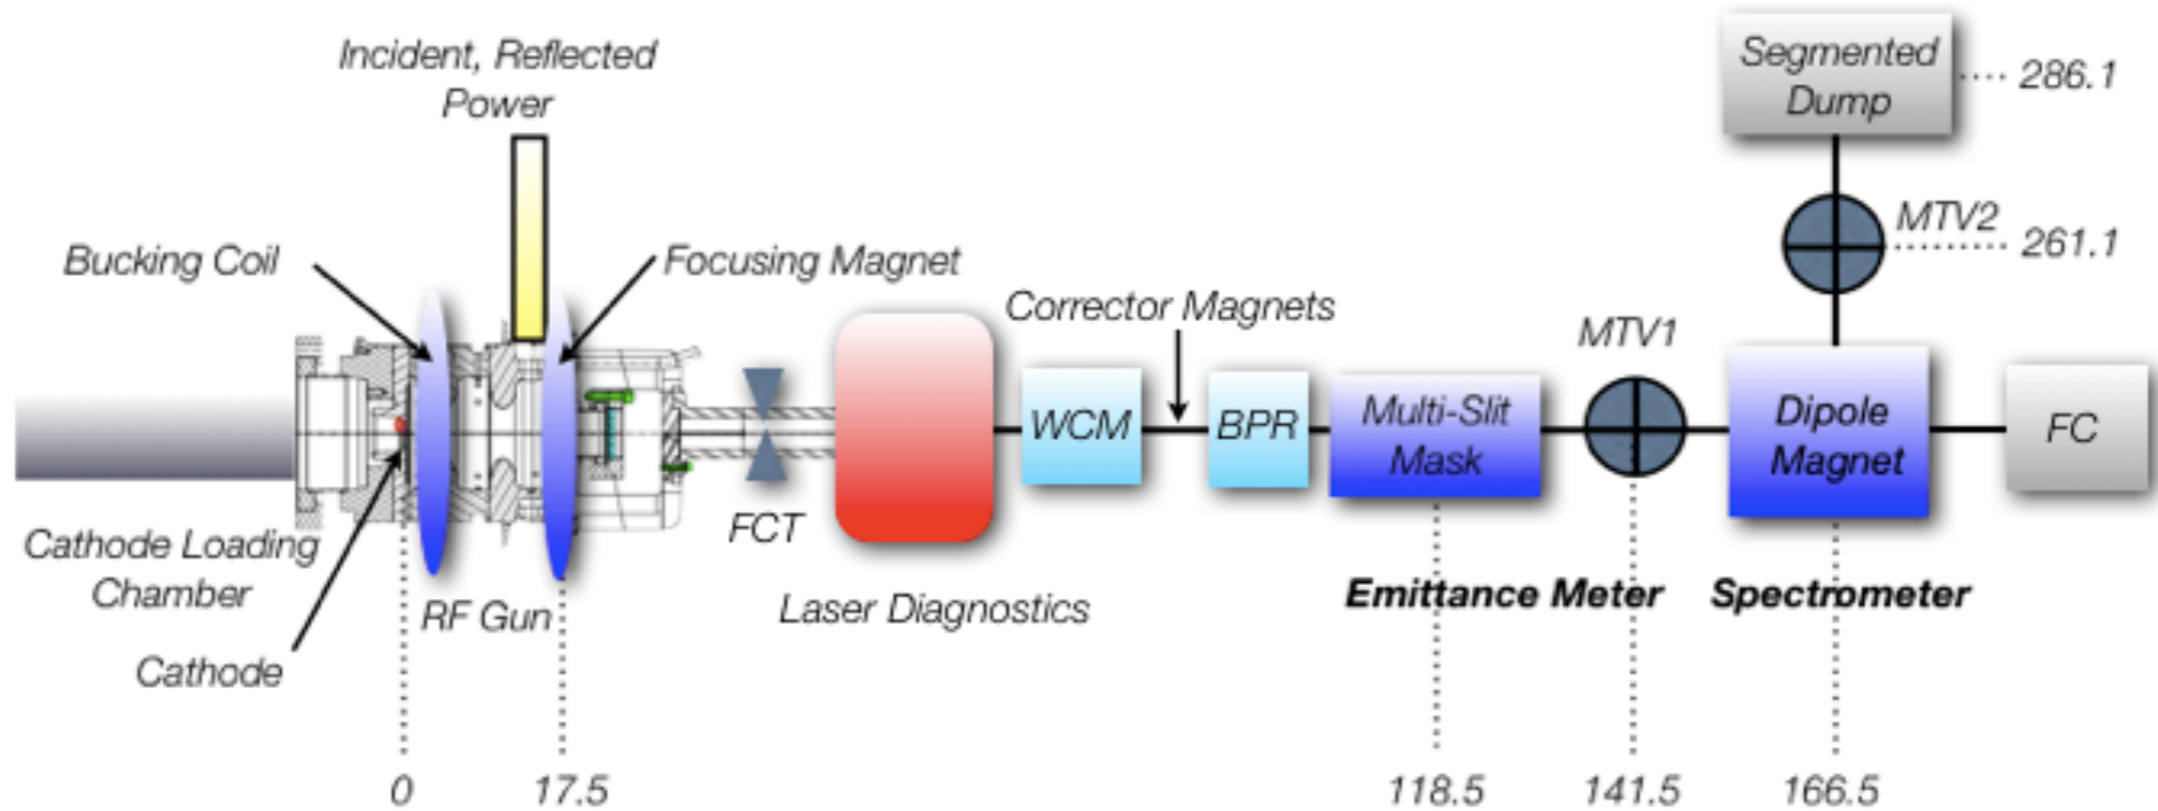 Incident, Reflected
Power
Segmented
Dump
286.1
MTV2
261.1
Bucking Coil
Focusing Magnet
Corrector Magnets
MTV1
WCM
BPR
Multi-Slit
Mask
Dipole
Magnet
FC
FCT
Cathode Loading
Chamber
RF Gun
Laser Diagnostics
Emittance Meter
Spectrometer
Cathode
0
17.5
118.5
141.5
166.5